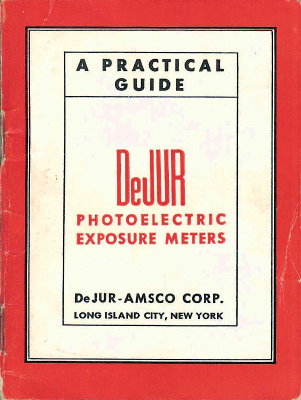 A PRACTICAL
GUIDE
DeJUR
PHOTOELECTRIC
EXPOSURE METERS
DeJUR-AMSCO CORP.
LONG ISLAND CITY, NEW YORK